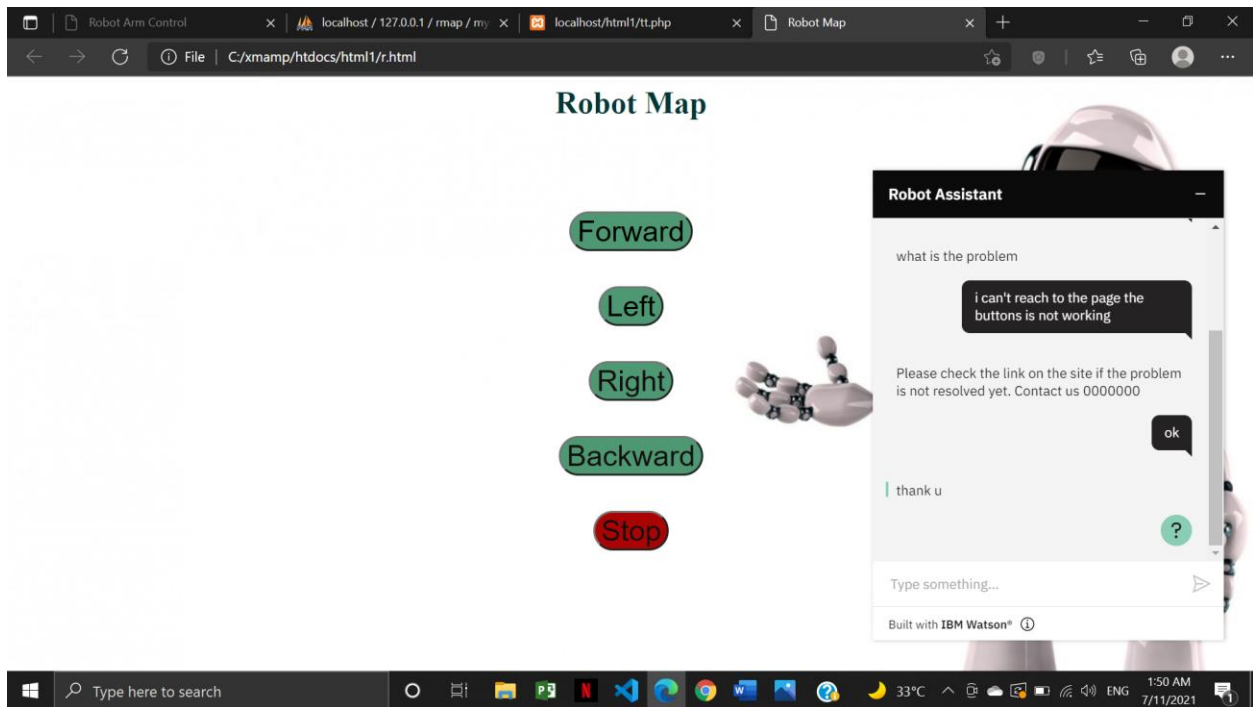 Robot Arm Control
localhost / 127.0.0.1 / rmap / my
localhost/html1/tt.php
Robot Map
File
C:/xmamp/htdocs/html1/r.html
Robot Map
Forward
Left
Right
Backward
Stop
Robot Assistant
what is the problem
i can't reach to the page the
buttons is not working
Please check the link on the site if the problem
is not resolved yet. Contact us 0000000
ok
thank u
?
Type something...
Built with IBM Watson®
Type here to search
33°C
ENG
1:50 AM
7/11/2021
1